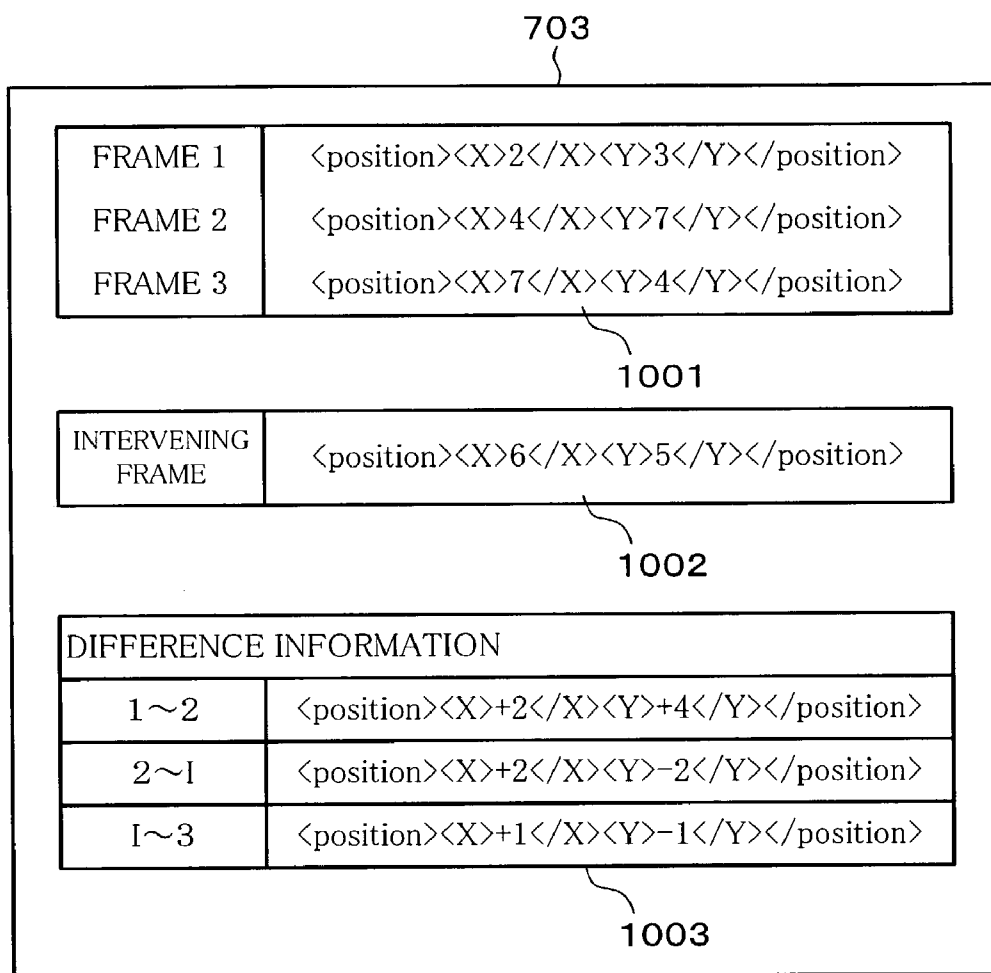 703
FRAME 1 <position><X>2</X><Y>3</Y></position>
FRAME 2 <position><X>4</X><Y>7</Y></position>
FRAME 3 <position><X>7</X><Y>4</Y></position>
1001
INTERVENING
FRAME
<position><X>6</X><Y>5</Y></position>
1002
DIFFERENCE INFORMATION
1~2 <position><X>+2</X><Y>+4</Y></position>
2~I <position><X>+2</X><Y>-2</Y></position>
I~3 <position><X>+1</X><Y>-1</Y></position>
1003